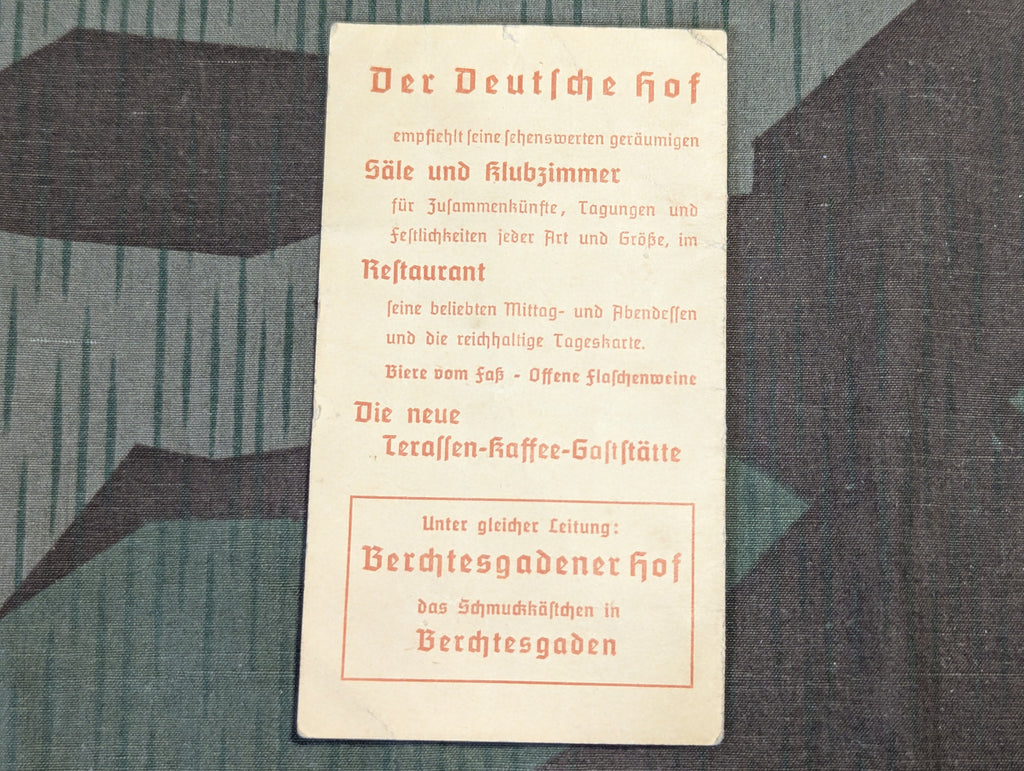 Der Deutſche Hof
empfiehlt ſeine ſehenswerten geräumigen
Säle und Klubzimmer
für Zuſammenkünfte, Tagungen und
Feſtlichkeiten jeder Art und Größe, im
Reſtaurant
ſeine beliebten Mittag- und Abendeſſen
und die reichhaltige Tageskarte.
Biere vom Faß - Offene Flaſchenweine
Die neue
Teraſſen-Kaffee-Gaſtſtätte
Unter gleicher Leitung:
Berchtesgadener Hof
das Schmuckkäſtchen in
Berchtesgaden